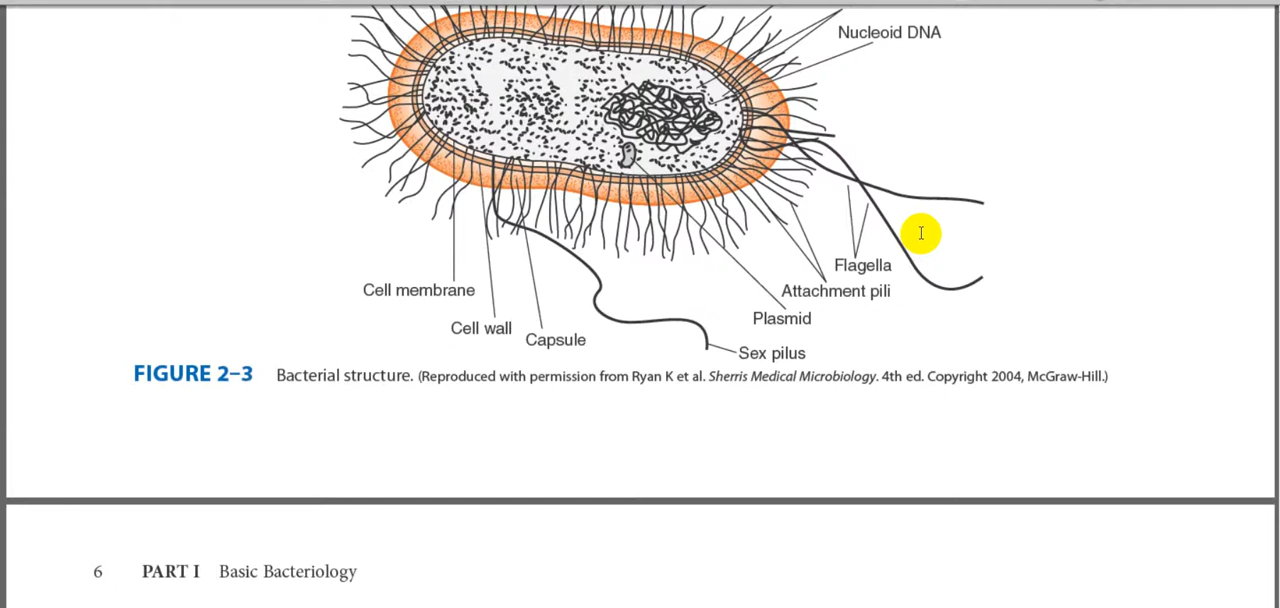 Nucleoid DNA
Flagella
Cell membrane
Attachment pili
Plasmid
Cell wall
Capsule
Sex pilus
FIGURE 2–3 Bacterial structure. (Reproduced with permission from Ryan K et al. Sherris Medical Microbiology. 4th ed. Copyright 2004, McGraw-Hill.)
6 PART I Basic Bacteriology